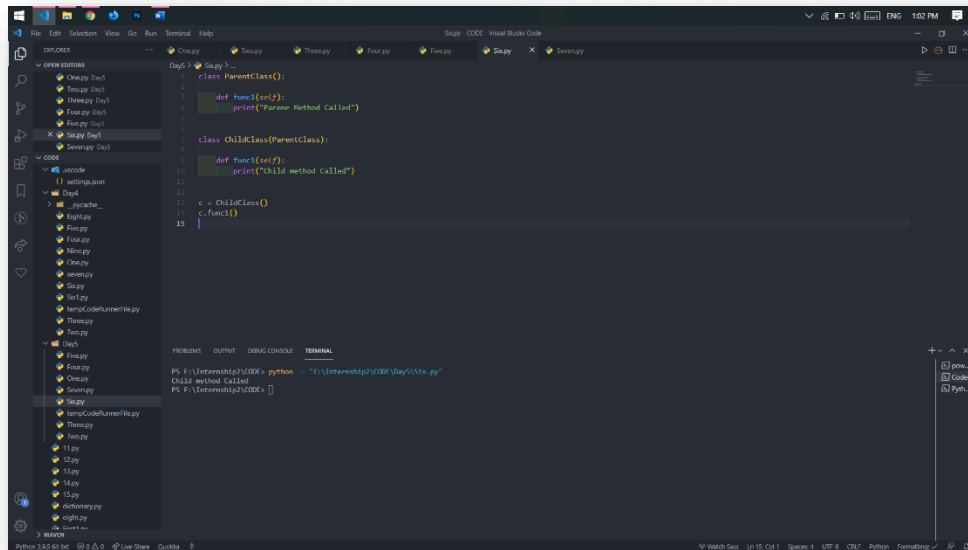 ENG 1:02 PM
File Edit Selection View Go Run Terminal Help
Six.py - CODE - Visual Studio Code
EXPLORER
One.py Two.py Three.py Four.py Five.py Six.py Seven.py
OPEN EDITORS
One.py Day5
Two.py Day5
Three.py Day5
Four.py Day5
Five.py Day5
Six.py Day5
Seven.py Day5
CODE
.vscode
{} settings.json
Day4
__pycache__
Eight.py
Five.py
Four.py
Nine.py
One.py
seven.py
Six.py
Six1.py
tempCodeRunnerFile.py
Three.py
Two.py
Day5
Five.py
Four.py
One.py
Seven.py
Six.py
tempCodeRunnerFile.py
Three.py
Two.py
11.py
12.py
13.py
14.py
15.py
dictionary.py
eight.py
First1.py
MAVEN
Day5 > Six.py > ...
1 class ParentClass():
2
3 def func1(self):
4 print("Parenr Method Called")
5
6
7 class ChildClass(ParentClass):
8
9 def func1(self):
10 print("Child method Called")
11
12
13 c = ChildClass()
14 c.func1()
15
PROBLEMS OUTPUT DEBUG CONSOLE TERMINAL
PS F:\Internship2\CODE> python -u "f:\Internship2\CODE\Day5\Six.py"
Child method Called
PS F:\Internship2\CODE>
pow...
Code
Pyth...
Python 3.9.5 64-bit 0 0 Live Share Quokka
Watch Sass Ln 15, Col 1 Spaces: 4 UTF-8 CRLF Python Formatting: ✓